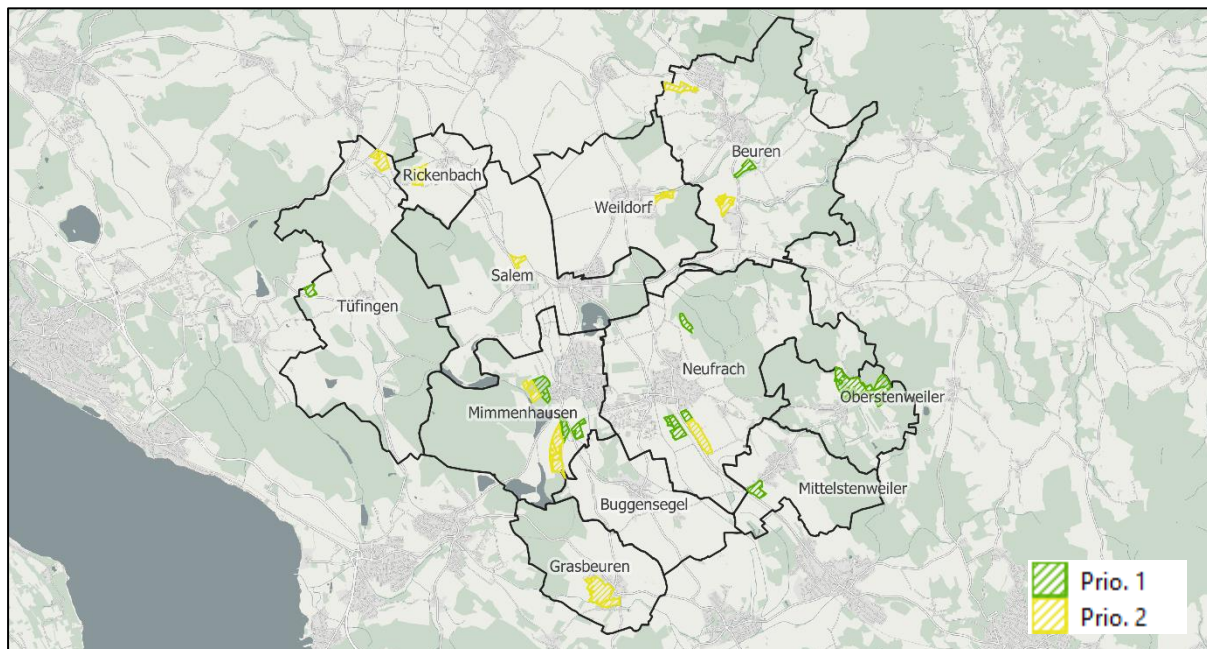 Beuren
Rickenbach
Weildorf
Salem
Tüfingen
Neufrach
Oberstenweiler
Mimmenhausen
Mittelstenweiler
Buggensegel
Grasbeuren
Prio. 1
Prio. 2